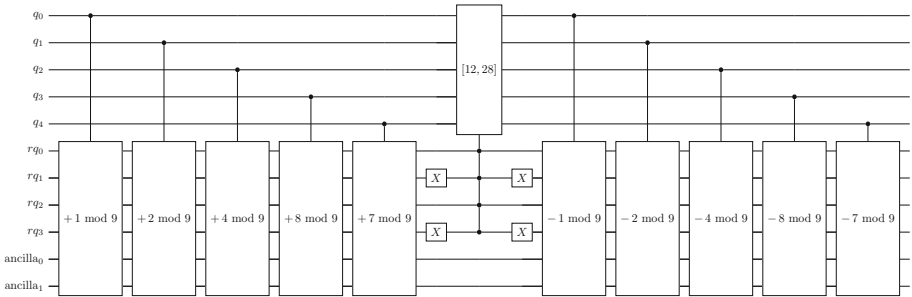 q0
q1
q2
[12, 28]
q3
q4
rq0
rq1 X X
rq2
+ 1 mod 9 + 2 mod 9 + 4 mod 9 + 8 mod 9 + 7 mod 9 − 1 mod 9 − 2 mod 9 − 4 mod 9 − 8 mod 9 − 7 mod 9
rq3 X X
ancilla0
ancilla1